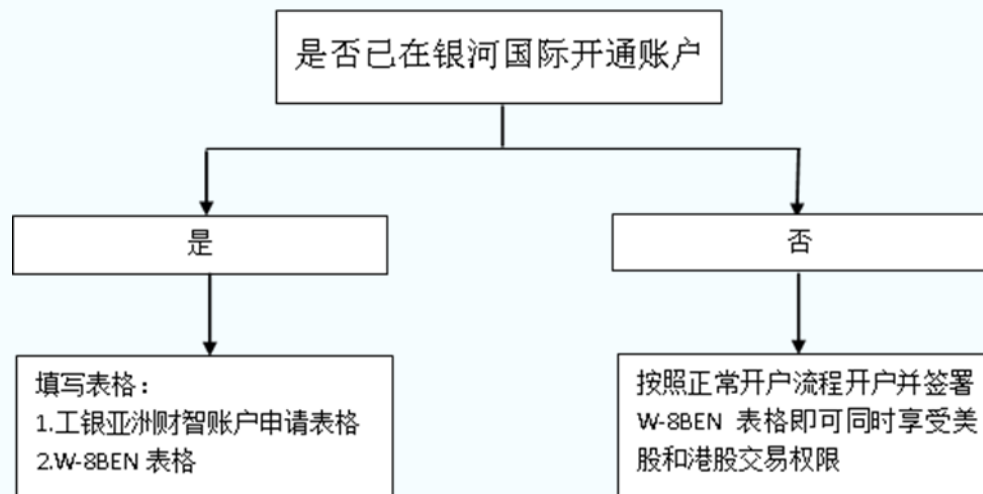 是否已在银河国际开通账户
是
否
填写表格：
1.工银亚洲财智账户申请表格
2.W-8BEN 表格
按照正常开户流程开户并签署
W-8BEN 表格即可同时享受美
股和港股交易权限